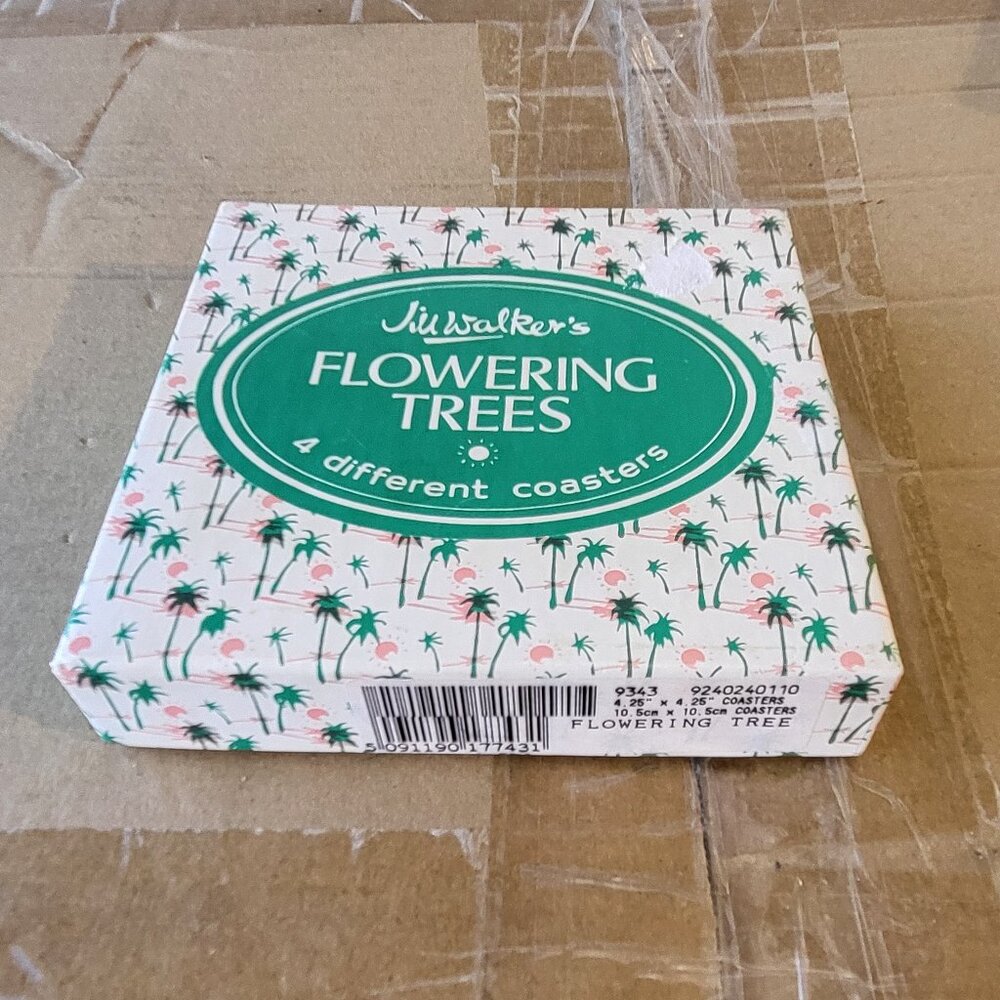 Jill Walker's
FLOWERING
TREES
4 different coasters
9343 9240240110
4.25" x 4.25" COASTERS
10.5cm x 10.5cm COASTERS
FLOWERING TREE
5 091190 177431